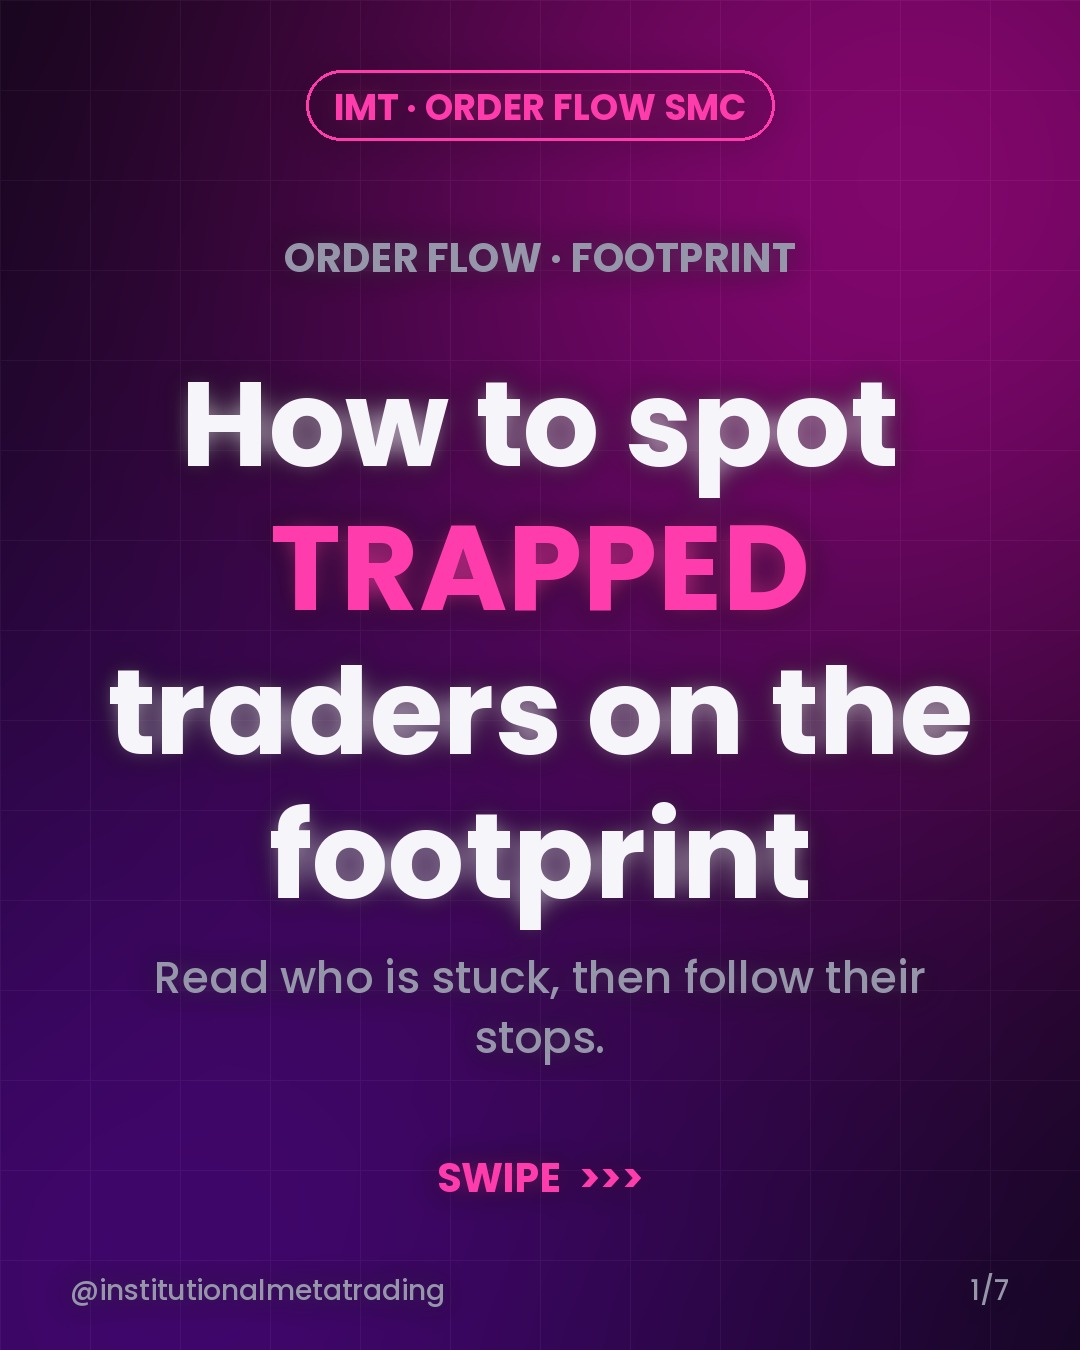 IMT · ORDER FLOW SMC
ORDER FLOW · FOOTPRINT
How to spot
TRAPPED
traders on the
footprint
Read who is stuck, then follow their
stops.
SWIPE >>>
@institutionalmetatrading
1/7